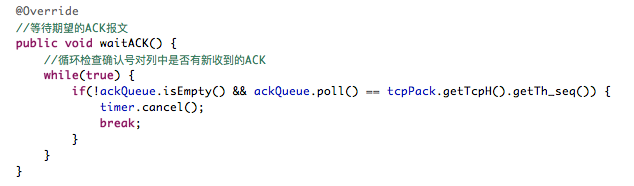 @Override
//等待期望的ACK报文
public void waitACK() {
//循环检查确认号对列中是否有新收到的ACK
while(true) {
if(!ackQueue.isEmpty() && ackQueue.poll() == tcpPack.getTcpH().getTh_seq()) {
timer.cancel();
break;
}
}
}